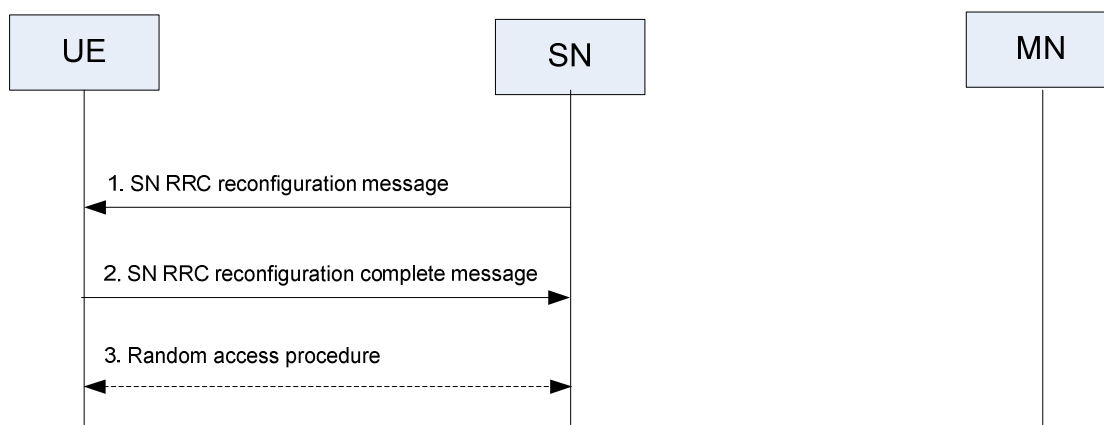 UE
SN
MN
1. SN RRC reconfiguration message
2. SN RRC reconfiguration complete message
3. Random access procedure